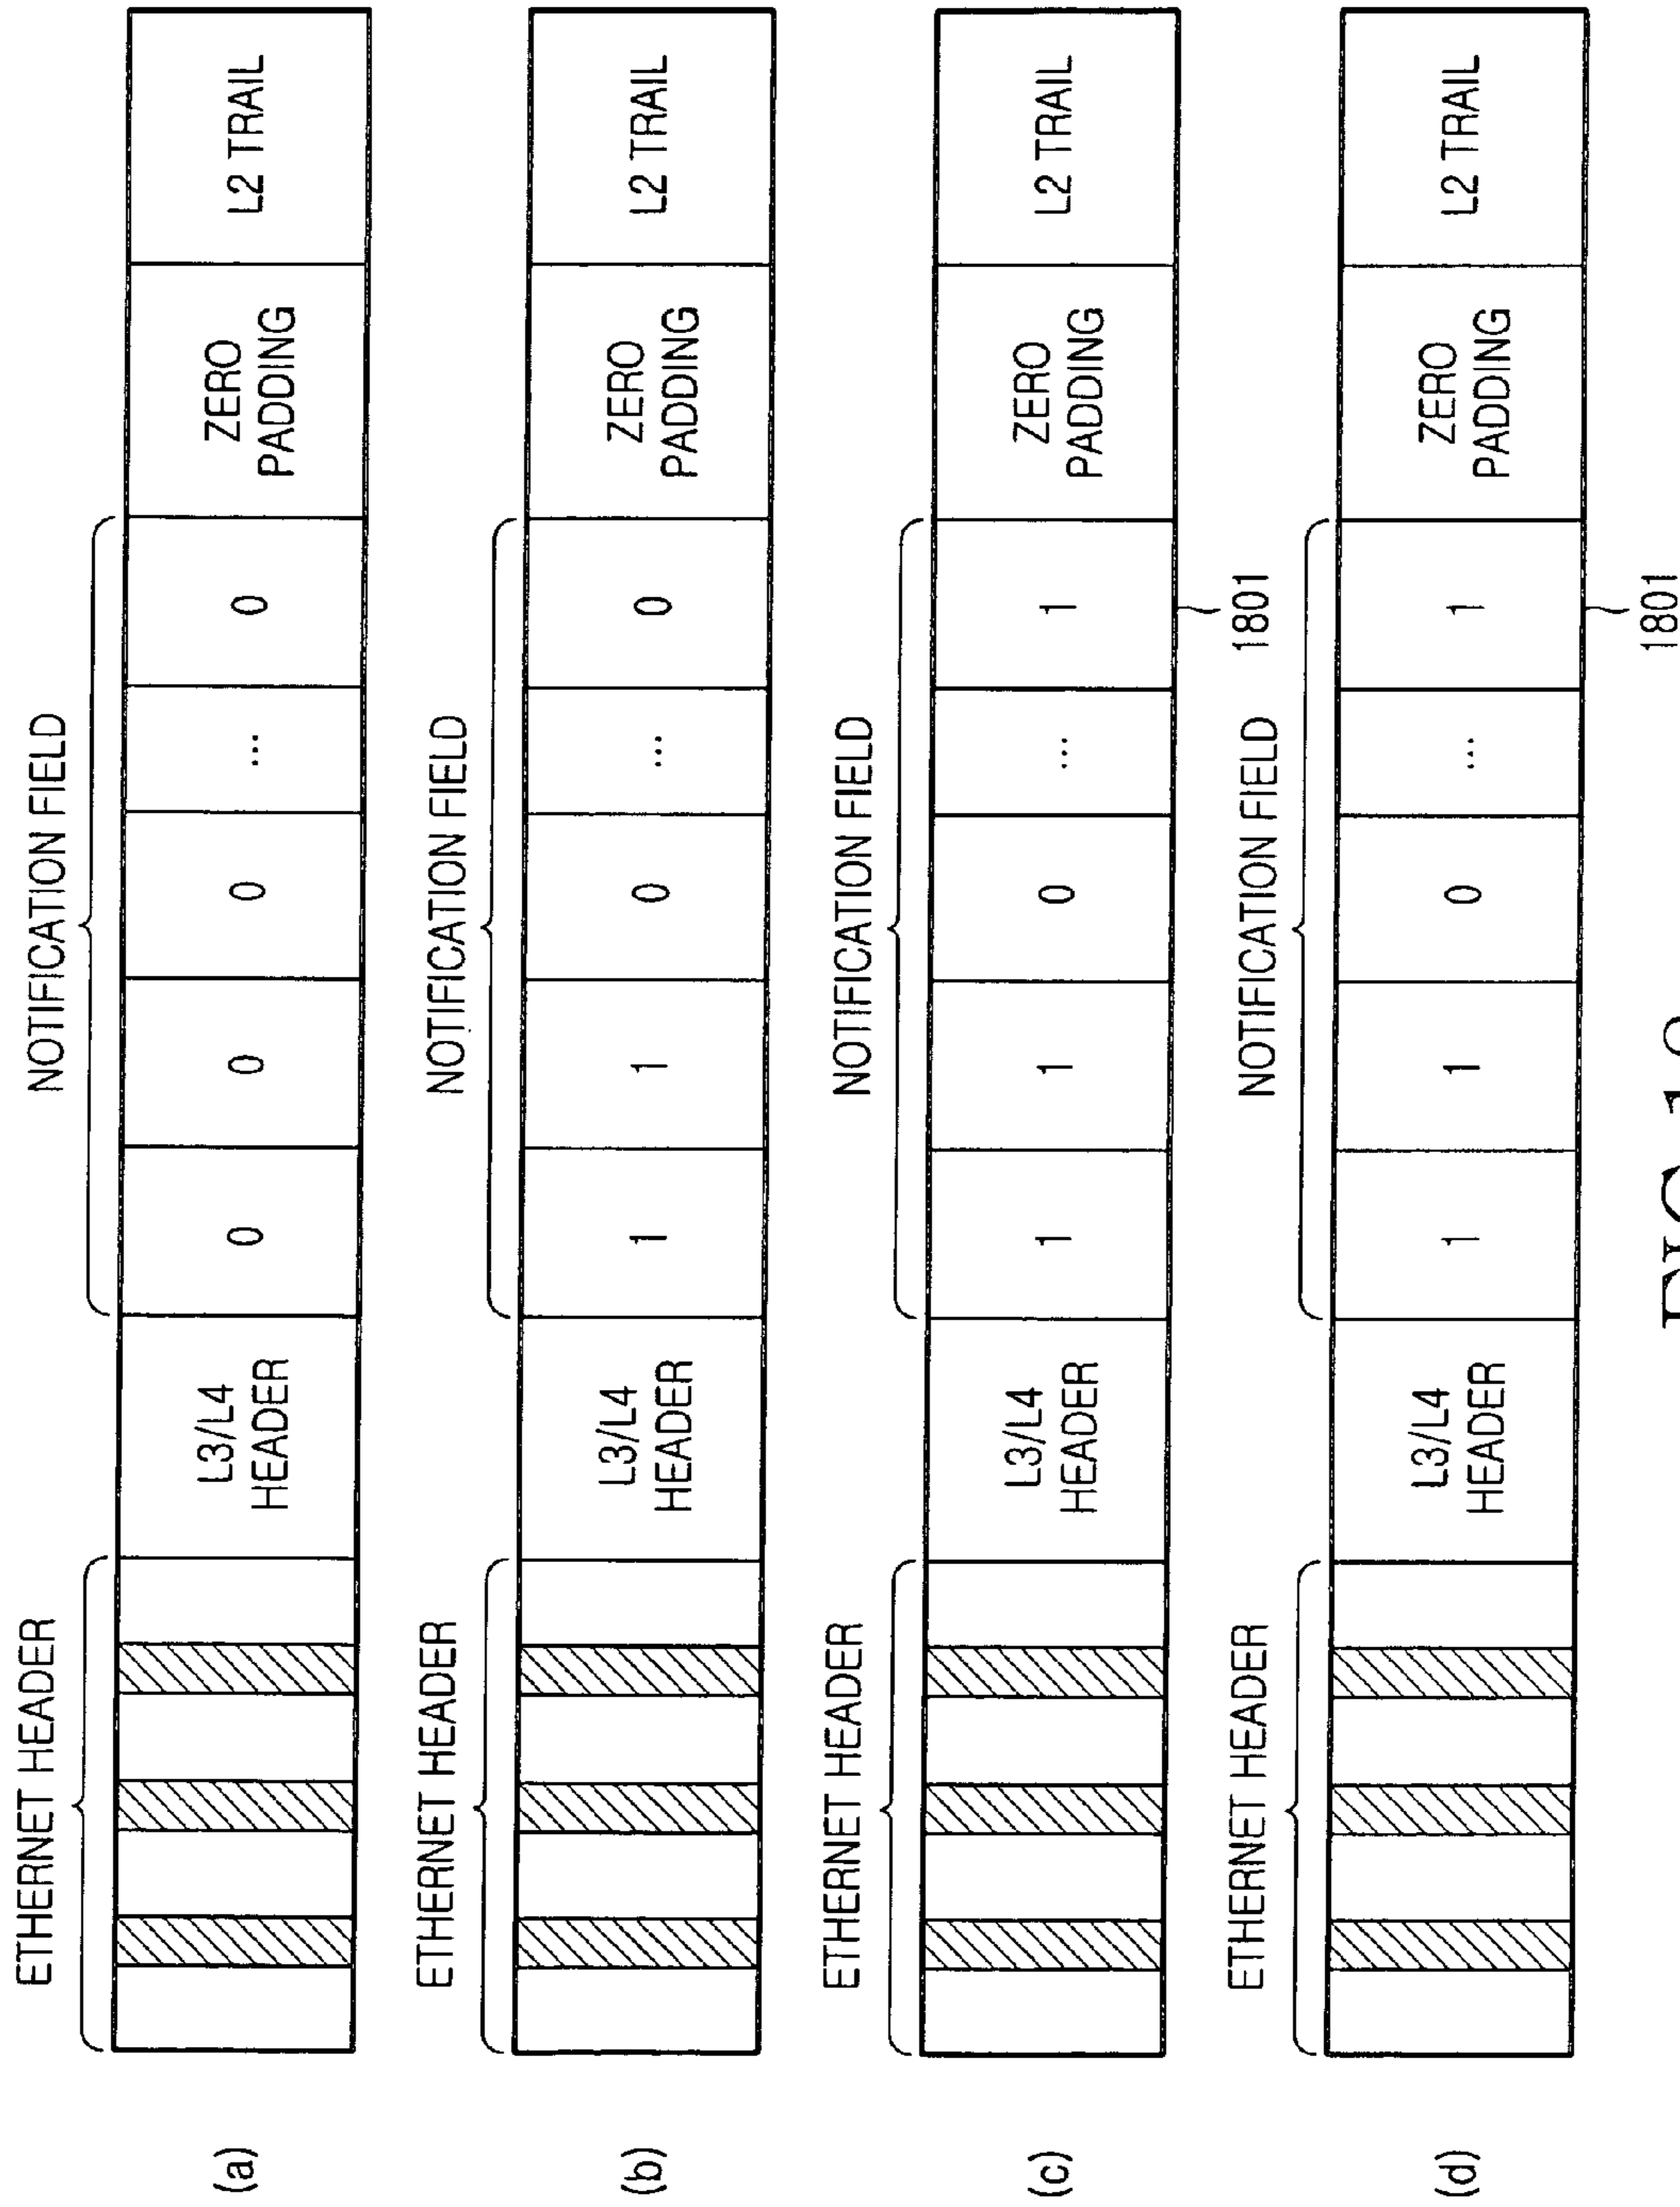 ETHERNET HEADER
NOTIFICATION FIELD
(a)
L3/L4
HEADER
0
0
0
...
0
ZERO
PADDING
L2 TRAIL
ETHERNET HEADER
NOTIFICATION FIELD
(b)
L3/L4
HEADER
1
1
0
...
0
ZERO
PADDING
L2 TRAIL
ETHERNET HEADER
NOTIFICATION FIELD
(c)
L3/L4
HEADER
1
1
0
...
1
ZERO
PADDING
L2 TRAIL
1801
ETHERNET HEADER
NOTIFICATION FIELD
(d)
L3/L4
HEADER
1
1
0
...
1
ZERO
PADDING
L2 TRAIL
1801